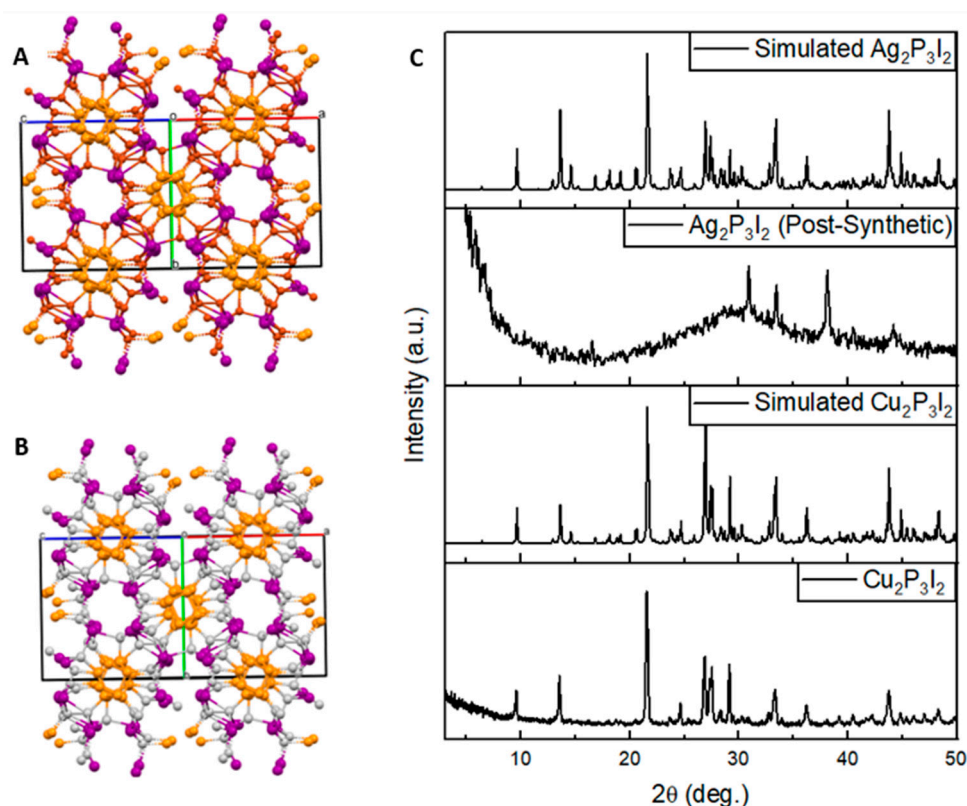 A
c
o
a
b
B
c
a
C
Simulated Ag₂P₃I₂
Ag₂P₃I₂ (Post-Synthetic)
Simulated Cu₂P₃I₂
Cu₂P₃I₂
Intensity (a.u.)
10 20 30 40 50
2θ (deg.)